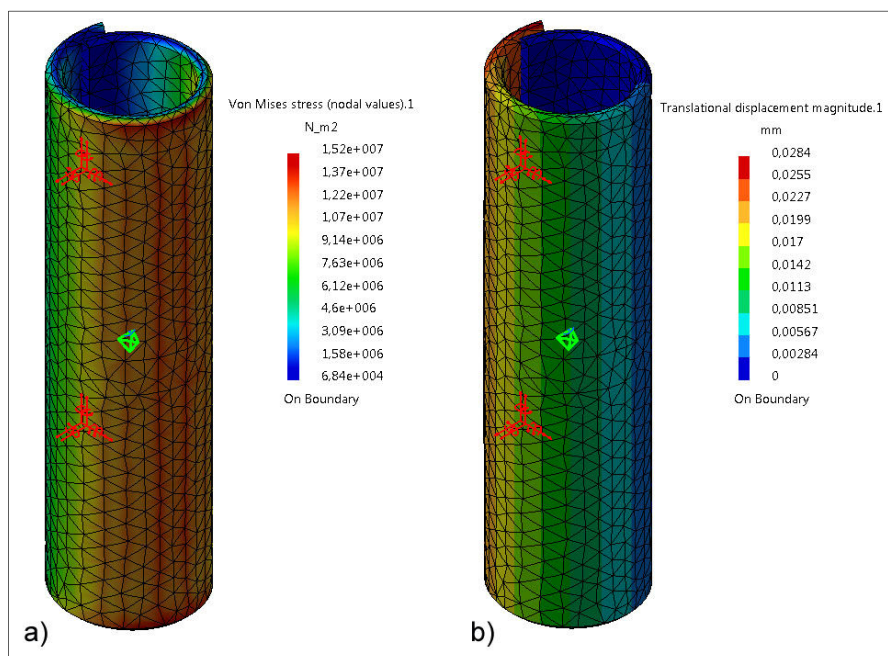 Von Mises stress (nodal values).1
N_m2
1,52e+007
1,37e+007
1,22e+007
1,07e+007
9,14e+006
7,63e+006
6,12e+006
4,6e+006
3,09e+006
1,58e+006
6,84e+004
On Boundary
a)
Translational displacement magnitude.1
mm
0,0284
0,0255
0,0227
0,0199
0,017
0,0142
0,0113
0,00851
0,00567
0,00284
0
On Boundary
b)